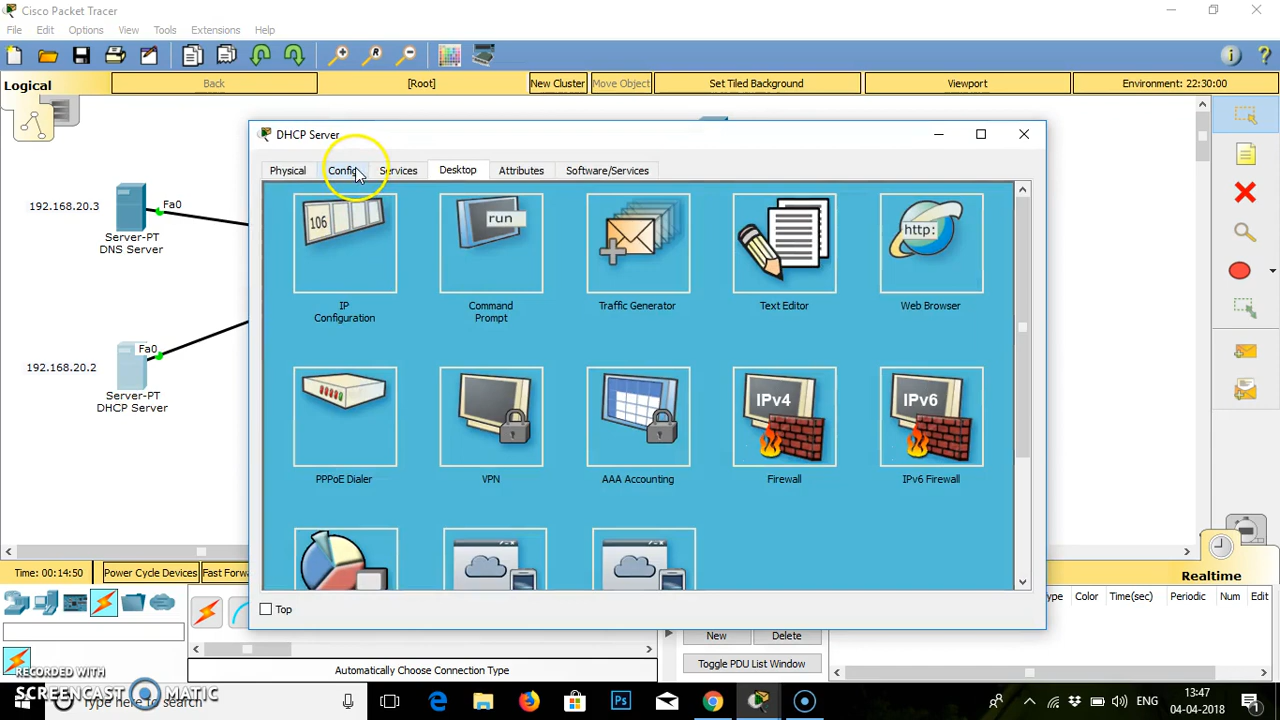 Cisco Packet Tracer
File Edit Options View Tools Extensions Help
Logical Back [Root] New Cluster Move Object Set Tiled Background Viewport Environment: 22:30:00
DHCP Server
Physical Config Services Desktop Attributes Software/Services
192.168.20.3
Fa0
Server-PT
DNS Server
192.168.20.2
Fa0
Server-PT
DHCP Server
106
run
http:
IP
Configuration
Command
Prompt
Traffic Generator
Text Editor
Web Browser
IPv4
IPv6
PPPoE Dialer
VPN
AAA Accounting
Firewall
IPv6 Firewall
Top
Time: 00:14:50 Power Cycle Devices Fast Forw
Realtime
Color Time(sec) Periodic Num Edit
New Delete
Toggle PDU List Window
Automatically Choose Connection Type
RECORDED WITH
SCREENCAST MATIC
Type here to search
Ps
ENG
13:47
04-04-2018